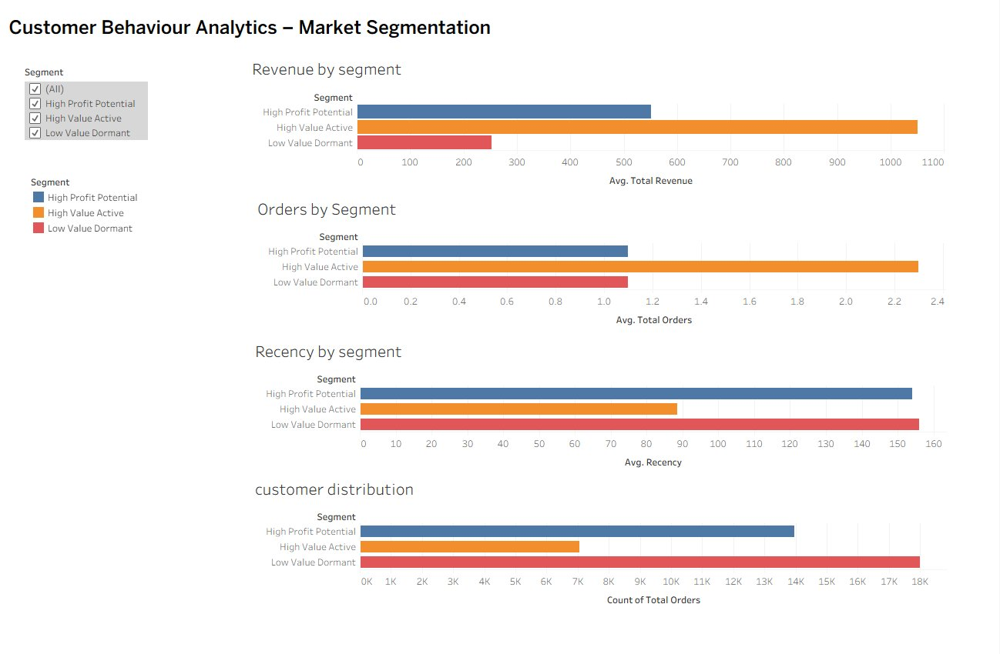 Customer Behaviour Analytics – Market Segmentation
Segment
(All)
High Profit Potential
High Value Active
Low Value Dormant
Segment
High Profit Potential
High Value Active
Low Value Dormant
Revenue by segment
Segment
High Profit Potential
High Value Active
Low Value Dormant
0 100 200 300 400 500 600 700 800 900 1000 1100
Avg. Total Revenue
Orders by Segment
Segment
High Profit Potential
High Value Active
Low Value Dormant
0.0 0.2 0.4 0.6 0.8 1.0 1.2 1.4 1.6 1.8 2.0 2.2 2.4
Avg. Total Orders
Recency by segment
Segment
High Profit Potential
High Value Active
Low Value Dormant
0 10 20 30 40 50 60 70 80 90 100 110 120 130 140 150 160
Avg. Recency
customer distribution
Segment
High Profit Potential
High Value Active
Low Value Dormant
0K 1K 2K 3K 4K 5K 6K 7K 8K 9K 10K 11K 12K 13K 14K 15K 16K 17K 18K
Count of Total Orders